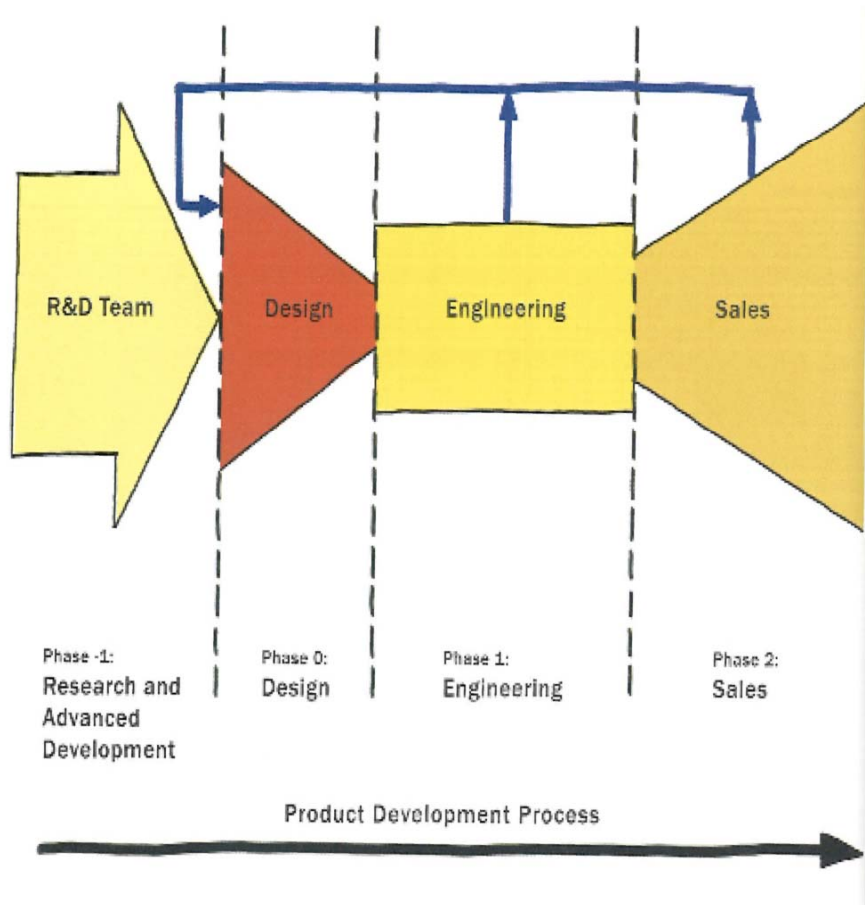 R&D Team
Design
Engineering
Sales
Phase -1:
Research and
Advanced
Development
Phase 0:
Design
Phase 1:
Engineering
Phase 2:
Sales
Product Development Process